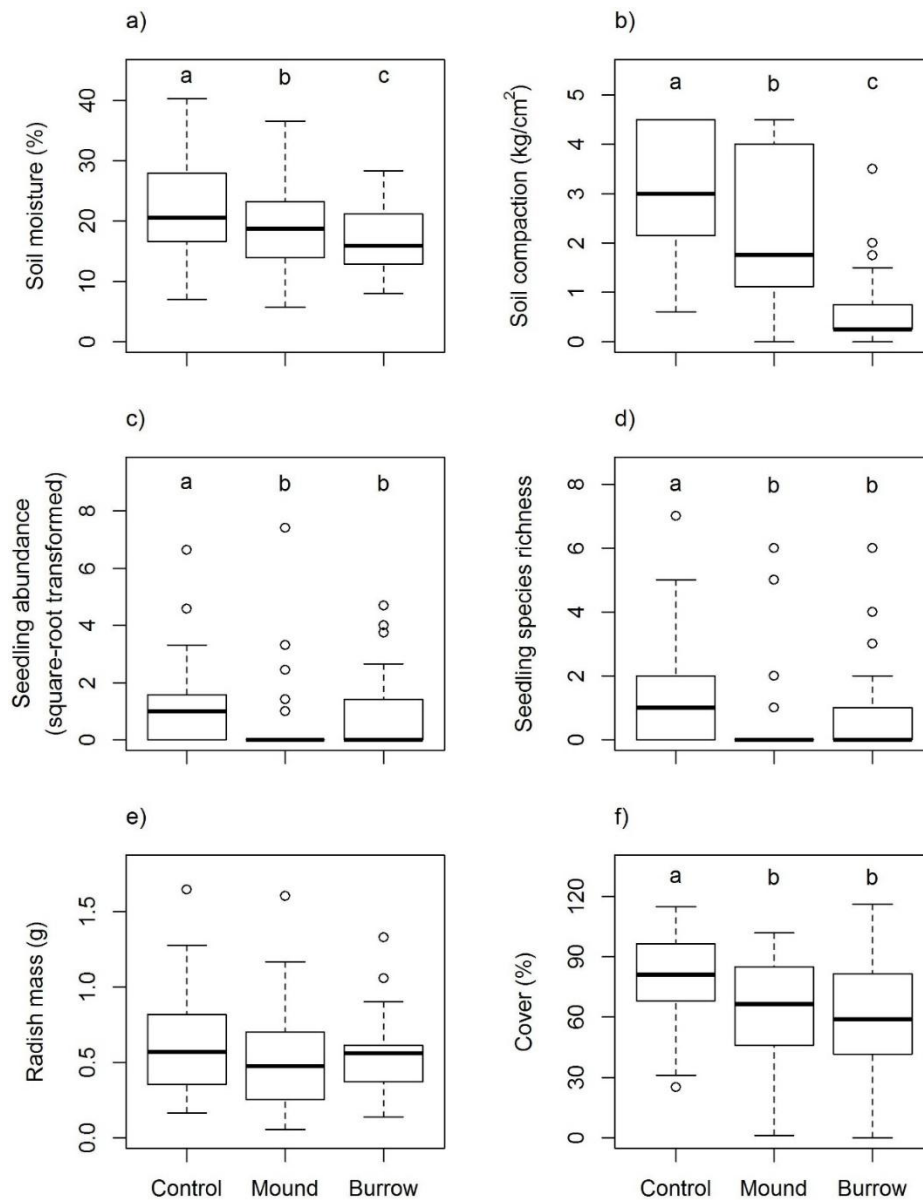 a)
b)
a b c
a b c
Soil moisture (%)
0 10 20 30 40
Soil compaction (kg/cm²)
0 1 2 3 4 5
c)
d)
a b b
a b b
Seedling abundance
(square-root transformed)
0 2 4 6 8
Seedling species richness
0 2 4 6 8
e)
f)
a b b
Radish mass (g)
0.0 0.5 1.0 1.5
Cover (%)
0 30 60 90 120
Control Mound Burrow
Control Mound Burrow